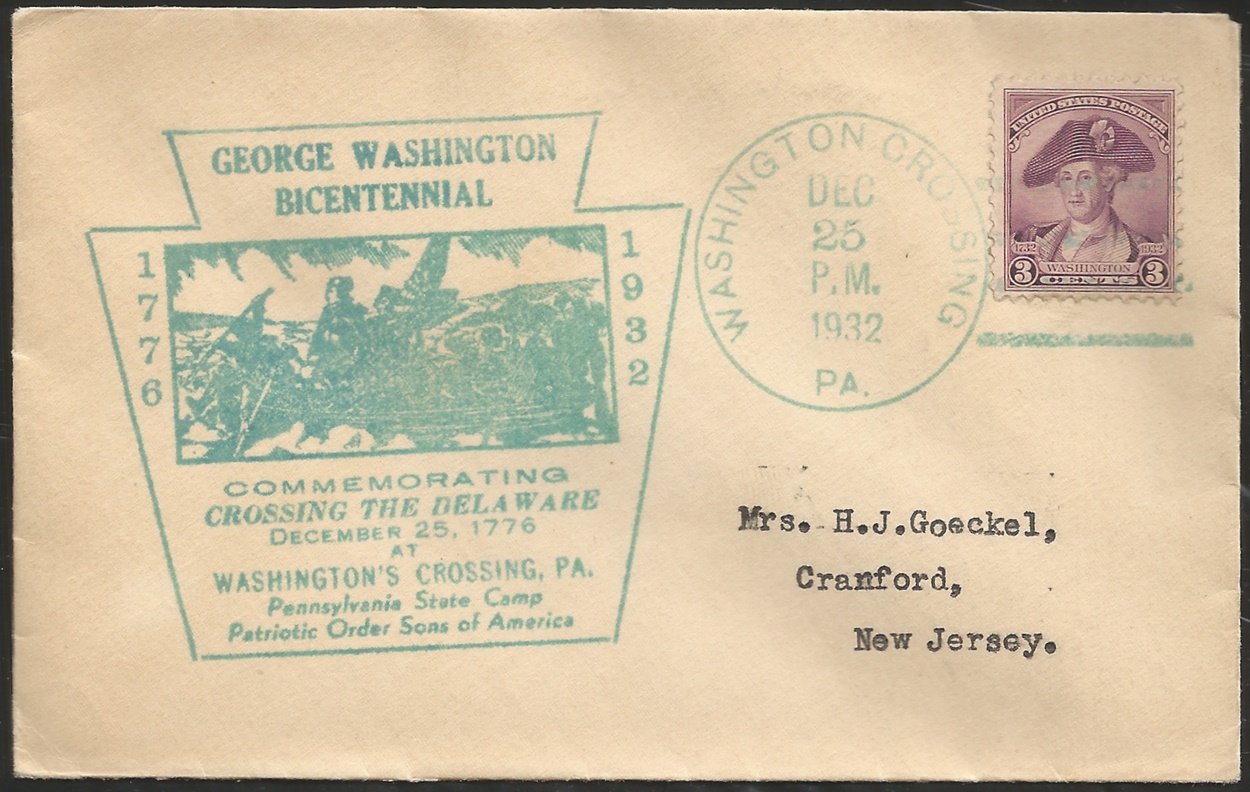 GEORGE WASHINGTON
BICENTENNIAL
1776
1932
COMMEMORATING
CROSSING THE DELAWARE
DECEMBER 25, 1776
AT
WASHINGTON'S CROSSING, PA.
Pennsylvania State Camp
Patriotic Order Sons of America
WASHINGTON CROSSING
DEC
25
P.M.
1932
PA.
UNITED STATES POSTAGE
1732 1932
3 WASHINGTON 3
CENTS
Mrs. H.J.Goeckel,
Cranford,
New Jersey.